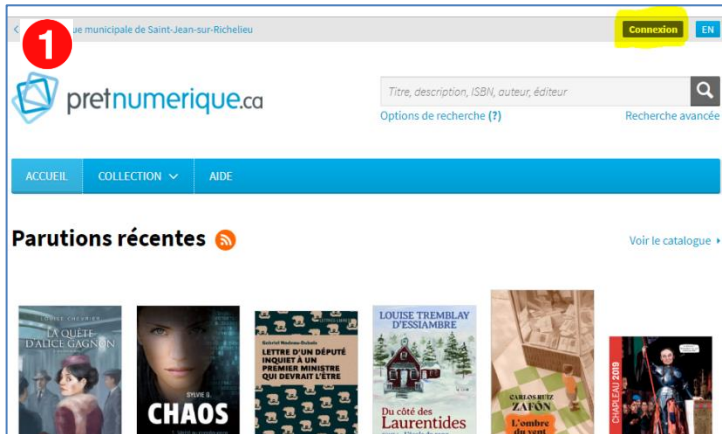 1
ue municipale de Saint-Jean-sur-Richelieu
Connexion
EN
pretnumerique.ca
Titre, description, ISBN, auteur, éditeur
Options de recherche (?)
Recherche avancée
ACCUEIL
COLLECTION
AIDE
Parutions récentes
Voir le catalogue
LOUISE CHEVRIER
LA QUÊTE
D'ALICE GAGNON
SYLVIE G.
CHAOS
LETTRE D'UN DÉPUTÉ
INQUIET À UN
PREMIER MINISTRE
QUI DEVRAIT L'ÊTRE
LOUISE TREMBLAY
D'ESSIAMBRE
Du côté des
Laurentides
CARLOS RUIZ
ZAFÓN
L'ombre
du vent
CHAPLEAU 2019